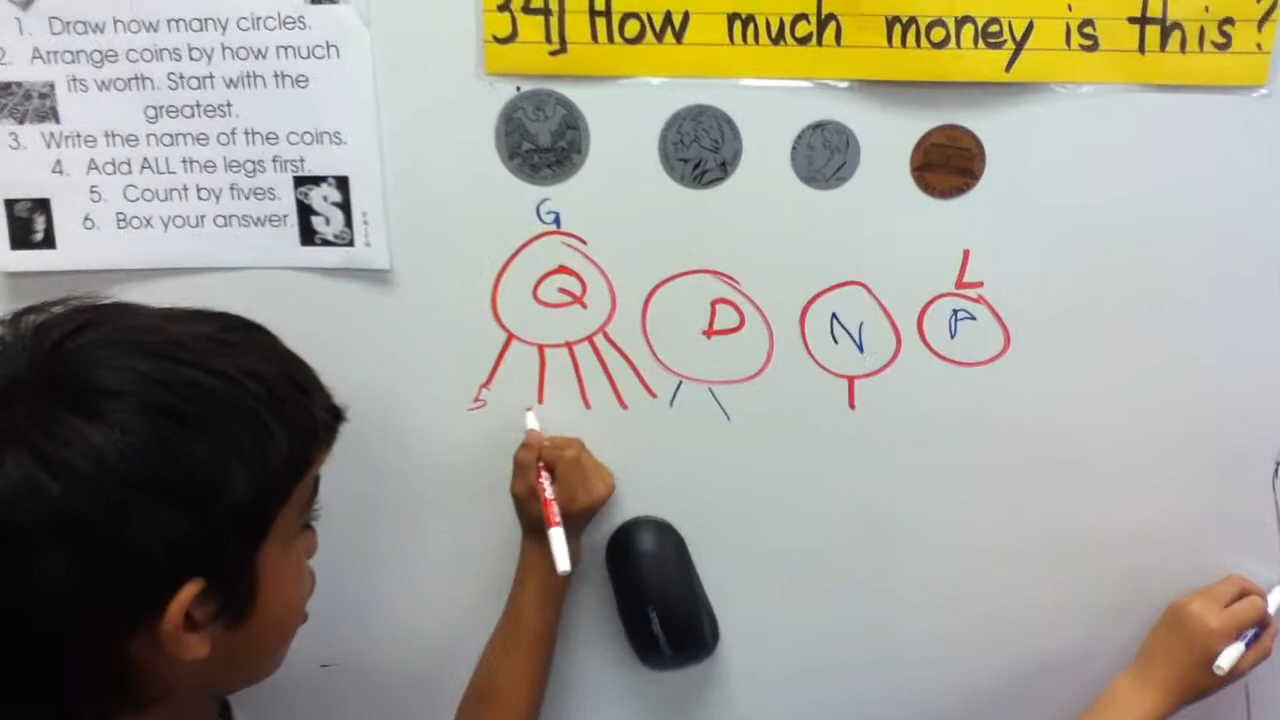 34] How much money is this?
1. Draw how many circles.
2. Arrange coins by how much
its worth. Start with the
greatest.
3. Write the name of the coins.
4. Add ALL the legs first.
5. Count by fives.
6. Box your answer.
G
L
Q D N P
5